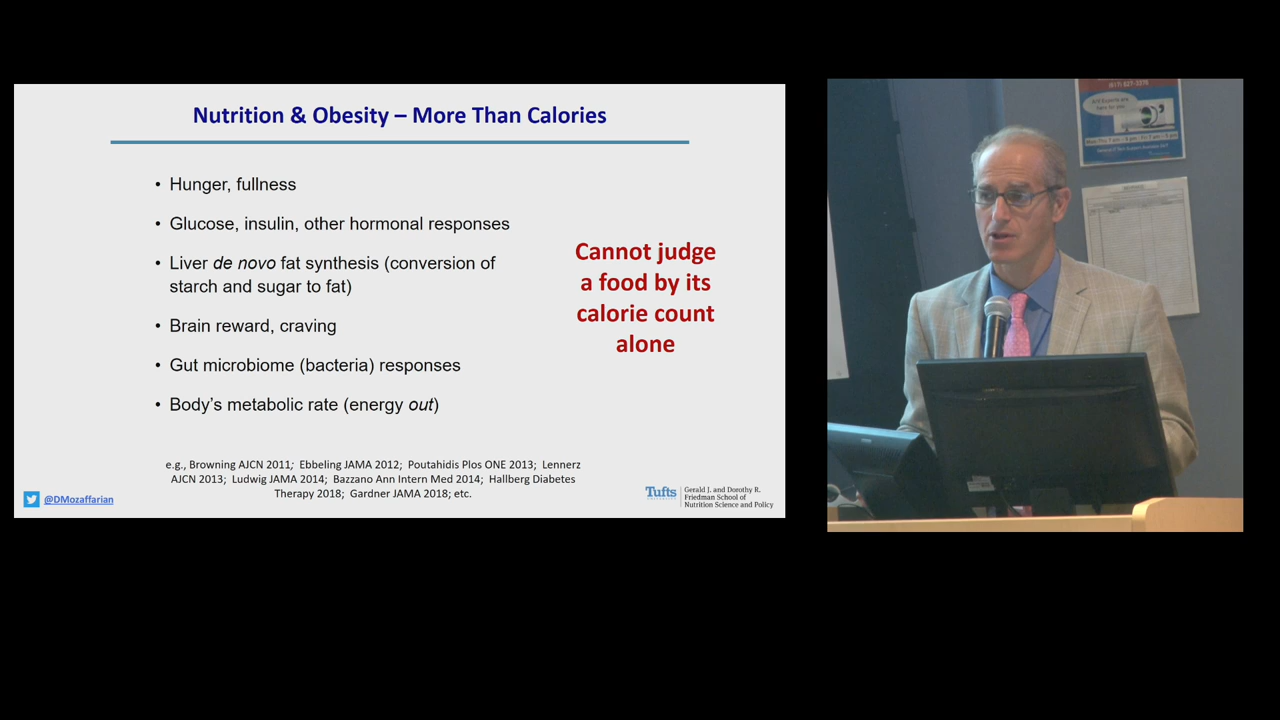 Nutrition & Obesity – More Than Calories
• Hunger, fullness
• Glucose, insulin, other hormonal responses
• Liver de novo fat synthesis (conversion of
starch and sugar to fat)
• Brain reward, craving
• Gut microbiome (bacteria) responses
• Body’s metabolic rate (energy out)
Cannot judge
a food by its
calorie count
alone
e.g., Browning AJCN 2011; Ebbeling JAMA 2012; Poutahidis Plos ONE 2013; Lennerz
AJCN 2013; Ludwig JAMA 2014; Bazzano Ann Intern Med 2014; Hallberg Diabetes
Therapy 2018; Gardner JAMA 2018; etc.
@DMozaffarian
Tufts
UNIVERSITY
Gerald J. and Dorothy R.
Friedman School of
Nutrition Science and Policy
(617) 627-3376